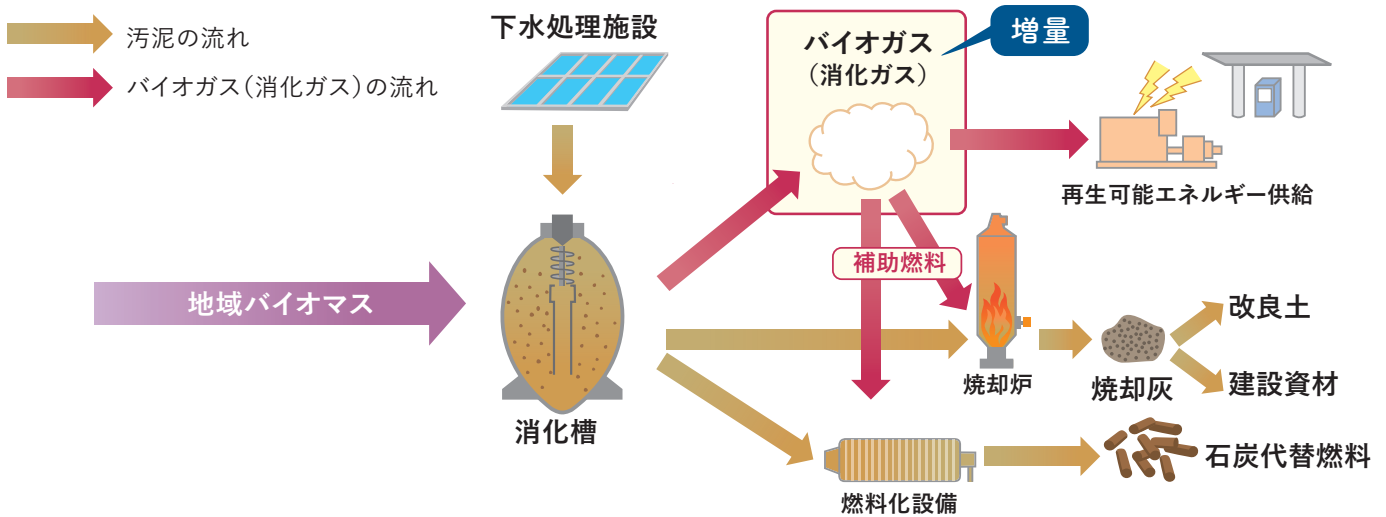 汚泥の流れ
バイオガス（消化ガス）の流れ
下水処理施設
バイオガス
（消化ガス）
増量
再生可能エネルギー供給
補助燃料
地域バイオマス
消化槽
焼却炉
焼却灰
改良土
建設資材
燃料化設備
石炭代替燃料